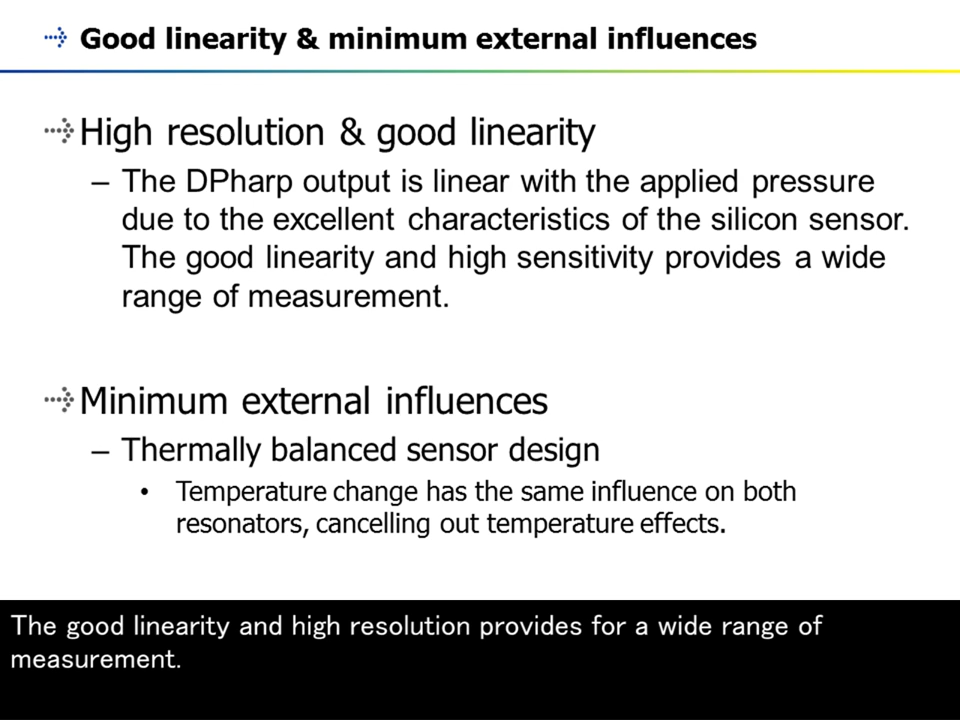 Good linearity & minimum external influences
High resolution & good linearity
– The DPharp output is linear with the applied pressure
due to the excellent characteristics of the silicon sensor.
The good linearity and high sensitivity provides a wide
range of measurement.
Minimum external influences
– Thermally balanced sensor design
• Temperature change has the same influence on both
resonators, cancelling out temperature effects.
The good linearity and high resolution provides for a wide range of
measurement.